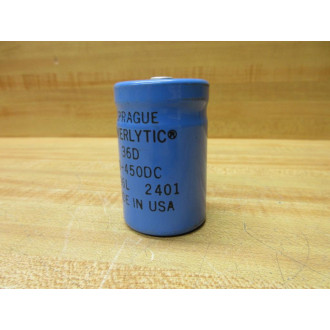 PRAGUE
ERLYTIC®
36D
-450DC
L 2401
E IN USA